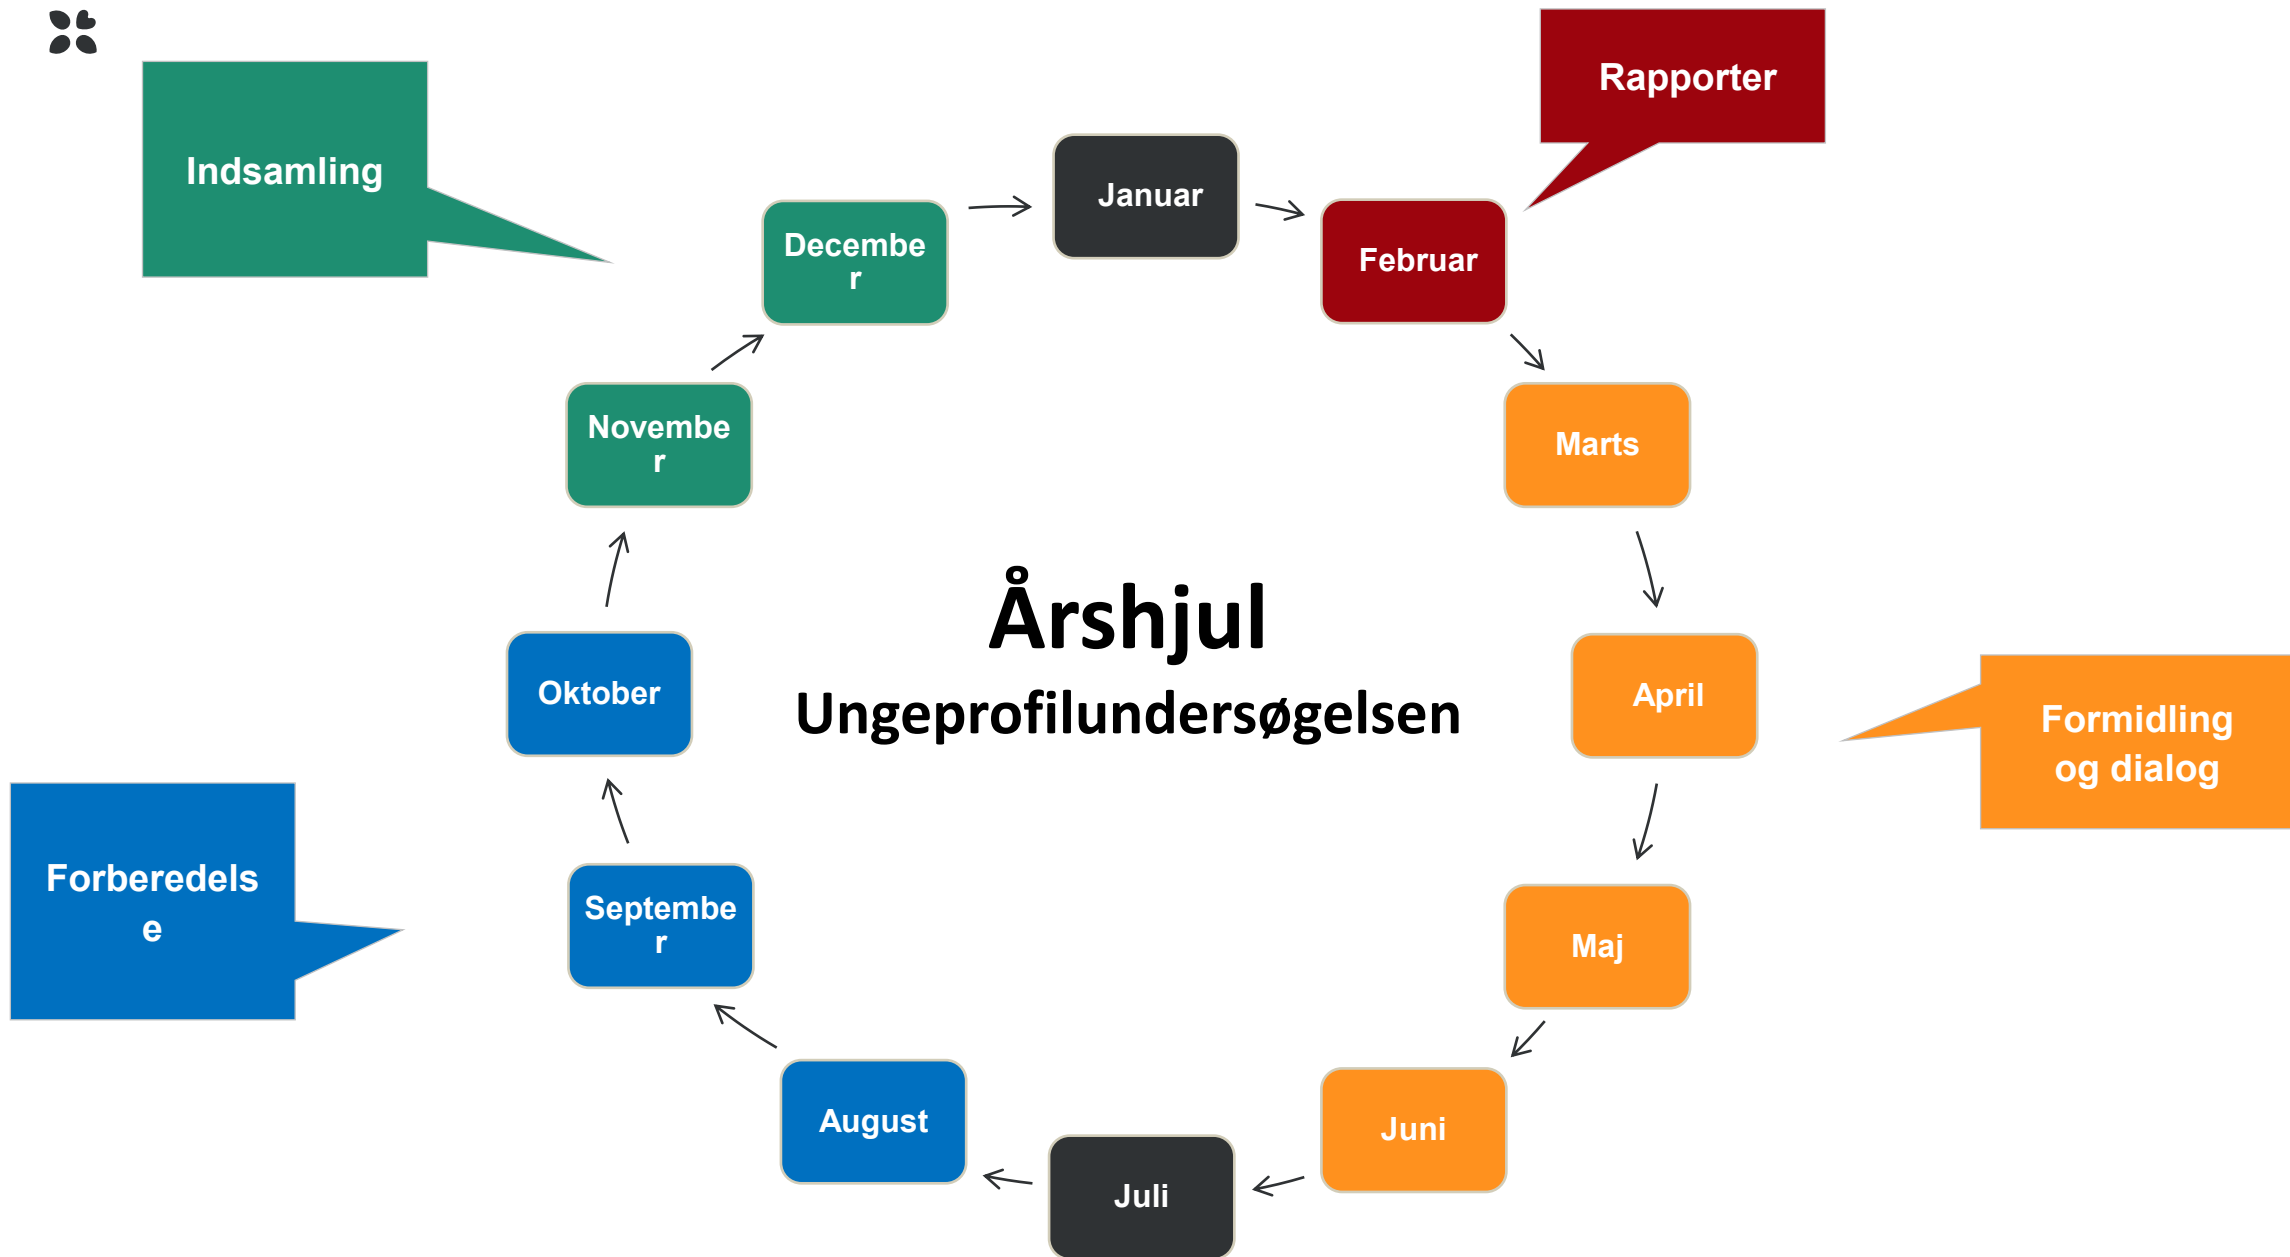 Rapporter
Indsamling
Januar
Decembe
r
Februar
Novembe
r
Marts
Årshjul
Ungeprofilundersøgelsen
Oktober
April
Formidling
og dialog
Forberedels
e
Septembe
r
Maj
August
Juni
Juli